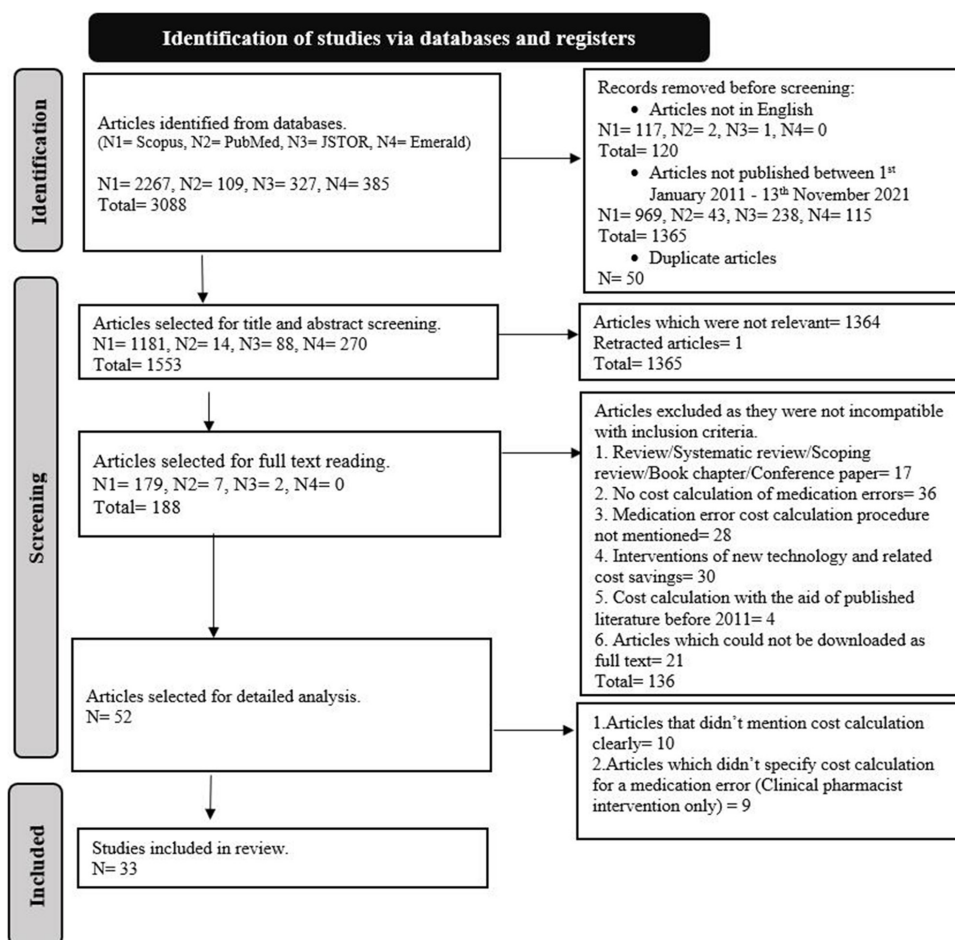 Identification of studies via databases and registers
Identification
Articles identified from databases.
(N1= Scopus, N2= PubMed, N3= JSTOR, N4= Emerald)
N1= 2267, N2= 109, N3= 327, N4= 385
Total= 3088
Records removed before screening:
• Articles not in English
N1= 117, N2= 2, N3= 1, N4= 0
Total= 120
• Articles not published between 1st
January 2011 - 13th November 2021
N1= 969, N2= 43, N3= 238, N4= 115
Total= 1365
• Duplicate articles
N= 50
Screening
Articles selected for title and abstract screening.
N1= 1181, N2= 14, N3= 88, N4= 270
Total= 1553
Articles which were not relevant= 1364
Retracted articles= 1
Total= 1365
Articles selected for full text reading.
N1= 179, N2= 7, N3= 2, N4= 0
Total= 188
Articles excluded as they were not incompatible
with inclusion criteria.
1. Review/Systematic review/Scoping
review/Book chapter/Conference paper= 17
2. No cost calculation of medication errors= 36
3. Medication error cost calculation procedure
not mentioned= 28
4. Interventions of new technology and related
cost savings= 30
5. Cost calculation with the aid of published
literature before 2011= 4
6. Articles which could not be downloaded as
full text= 21
Total= 136
Articles selected for detailed analysis.
N= 52
1.Articles that didn't mention cost calculation
clearly= 10
2.Articles which didn't specify cost calculation
for a medication error (Clinical pharmacist
intervention only) = 9
Included
Studies included in review.
N= 33